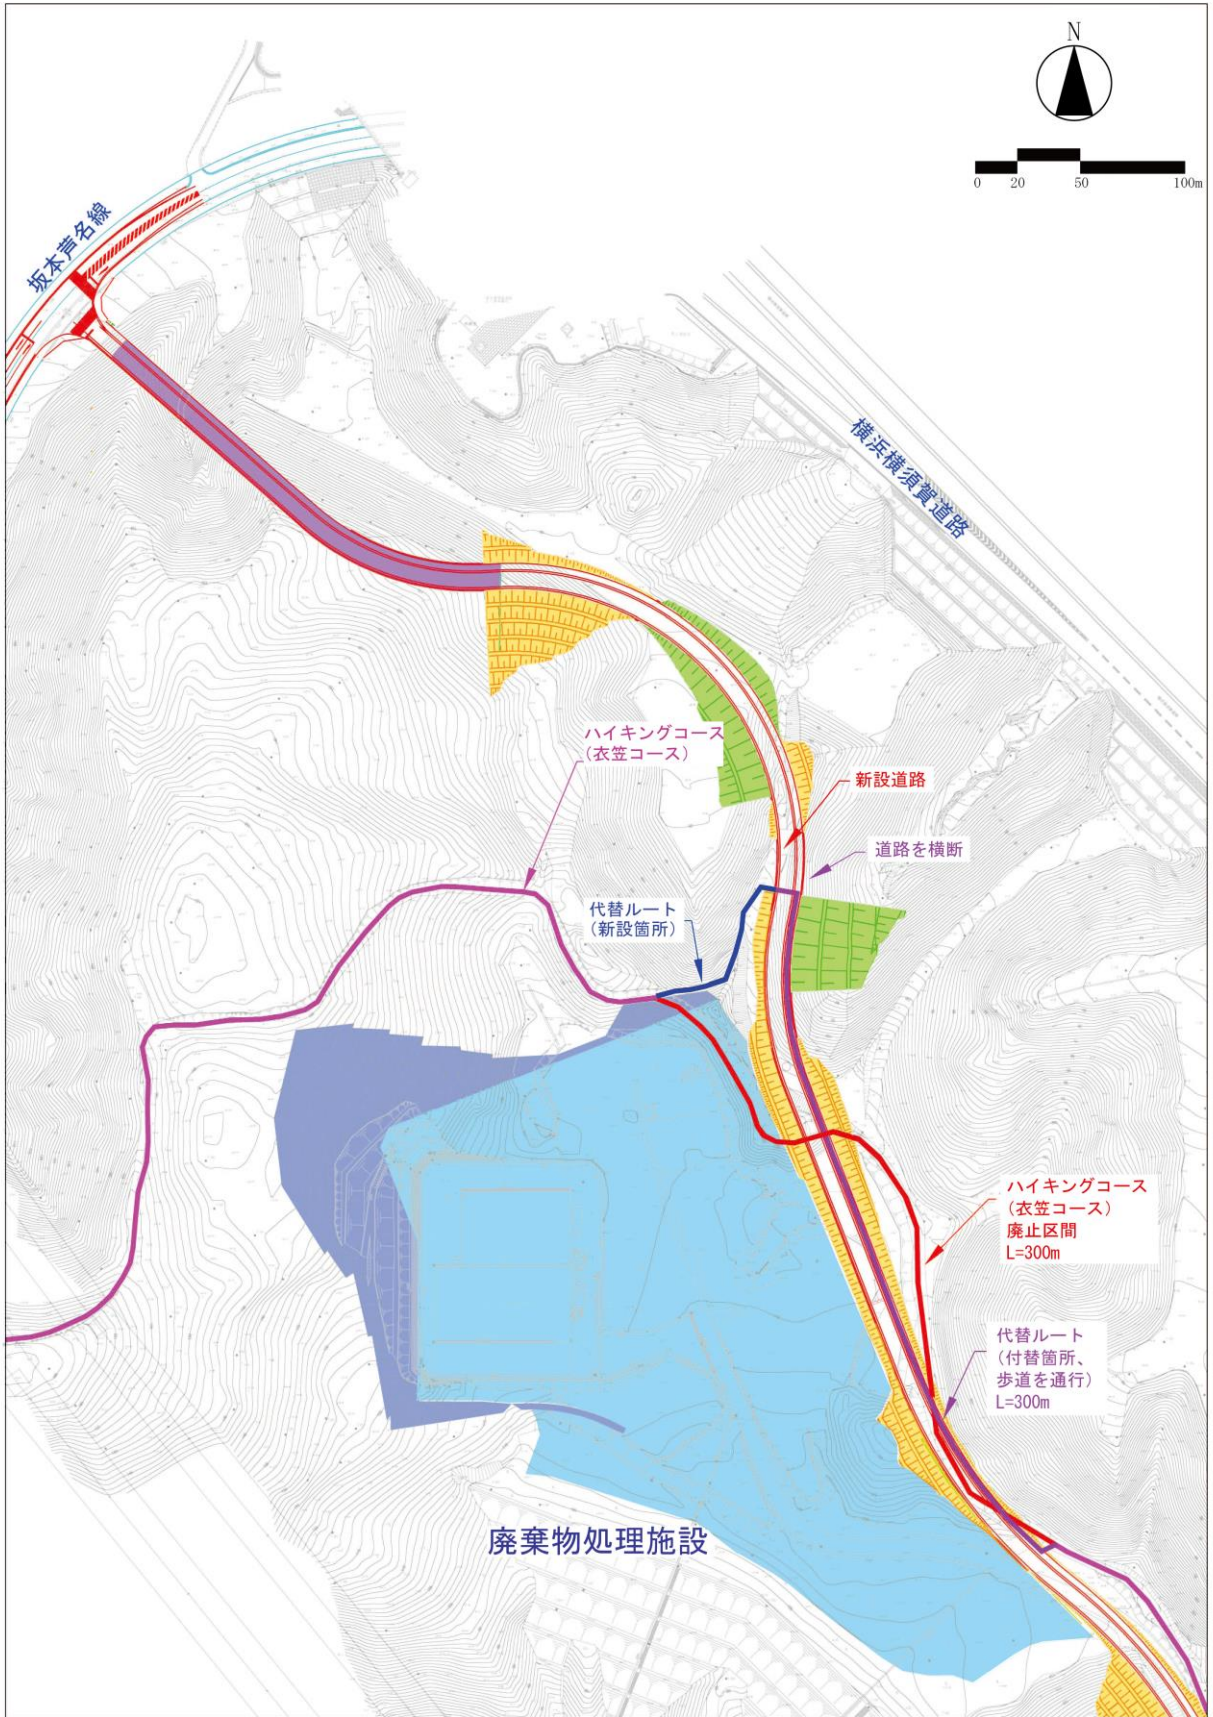 N
0 20 50 100m
坂本芦名線
横浜横須賀道路
ハイキングコース
(衣笠コース)
新設道路
道路を横断
代替ルート
(新設箇所)
ハイキングコース
(衣笠コース)
廃止区間
L=300m
代替ルート
(付替箇所、
歩道を通行)
L=300m
廃棄物処理施設